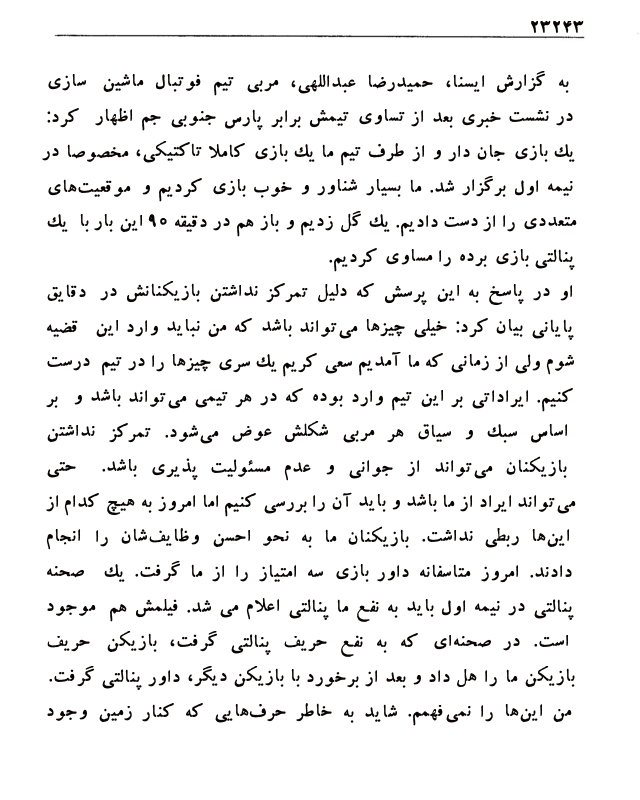 ۲۳۲۴۳
به گزارش ایسنا، حمیدرضا عبداللهی، مربی تیم فوتبال ماشین سازی
در نشست خبری بعد از تساوی تیمش برابر پارس جنوبی جم اظهار کرد:
یك بازی جان دار و از طرف تیم ما یك بازی کاملا تاکتیکی، مخصوصا در
نیمه اول برگزار شد. ما بسیار شناور و خوب بازی کردیم و موقعیت‌های
متعددی را از دست دادیم. یك گل زدیم و باز هم در دقیقه ۹۰ این بار با یك
پنالتی بازی برده را مساوی کردیم.
او در پاسخ به این پرسش که دلیل تمرکز نداشتن بازیکنانش در دقایق
پایانی بیان کرد: خیلی چیزها می‌تواند باشد که من نباید وارد این قضیه
شوم ولی از زمانی که ما آمدیم سعی کریم یك سری چیزها را در تیم درست
کنیم. ایراداتی بر این تیم وارد بوده که در هر تیمی می‌تواند باشد و بر
اساس سبك و سیاق هر مربی شکلش عوض می‌شود. تمرکز نداشتن
بازیکنان می‌تواند از جوانی و عدم مسئولیت پذیری باشد. حتی
می‌تواند ایراد از ما باشد و باید آن را بررسی کنیم اما امروز به هیچ کدام از
این‌ها ربطی نداشت. بازیکنان ما به نحو احسن وظایف‌شان را انجام
دادند. امروز متاسفانه داور بازی سه امتیاز را از ما گرفت. یك صحنه
پنالتی در نیمه اول باید به نفع ما پنالتی اعلام می شد. فیلمش هم موجود
است. در صحنه‌ای که به نفع حریف پنالتی گرفت، بازیکن حریف
بازیکن ما را هل داد و بعد از برخورد با بازیکن دیگر، داور پنالتی گرفت.
من این‌ها را نمی‌فهمم. شاید به خاطر حرف‌هایی که کنار زمین وجود